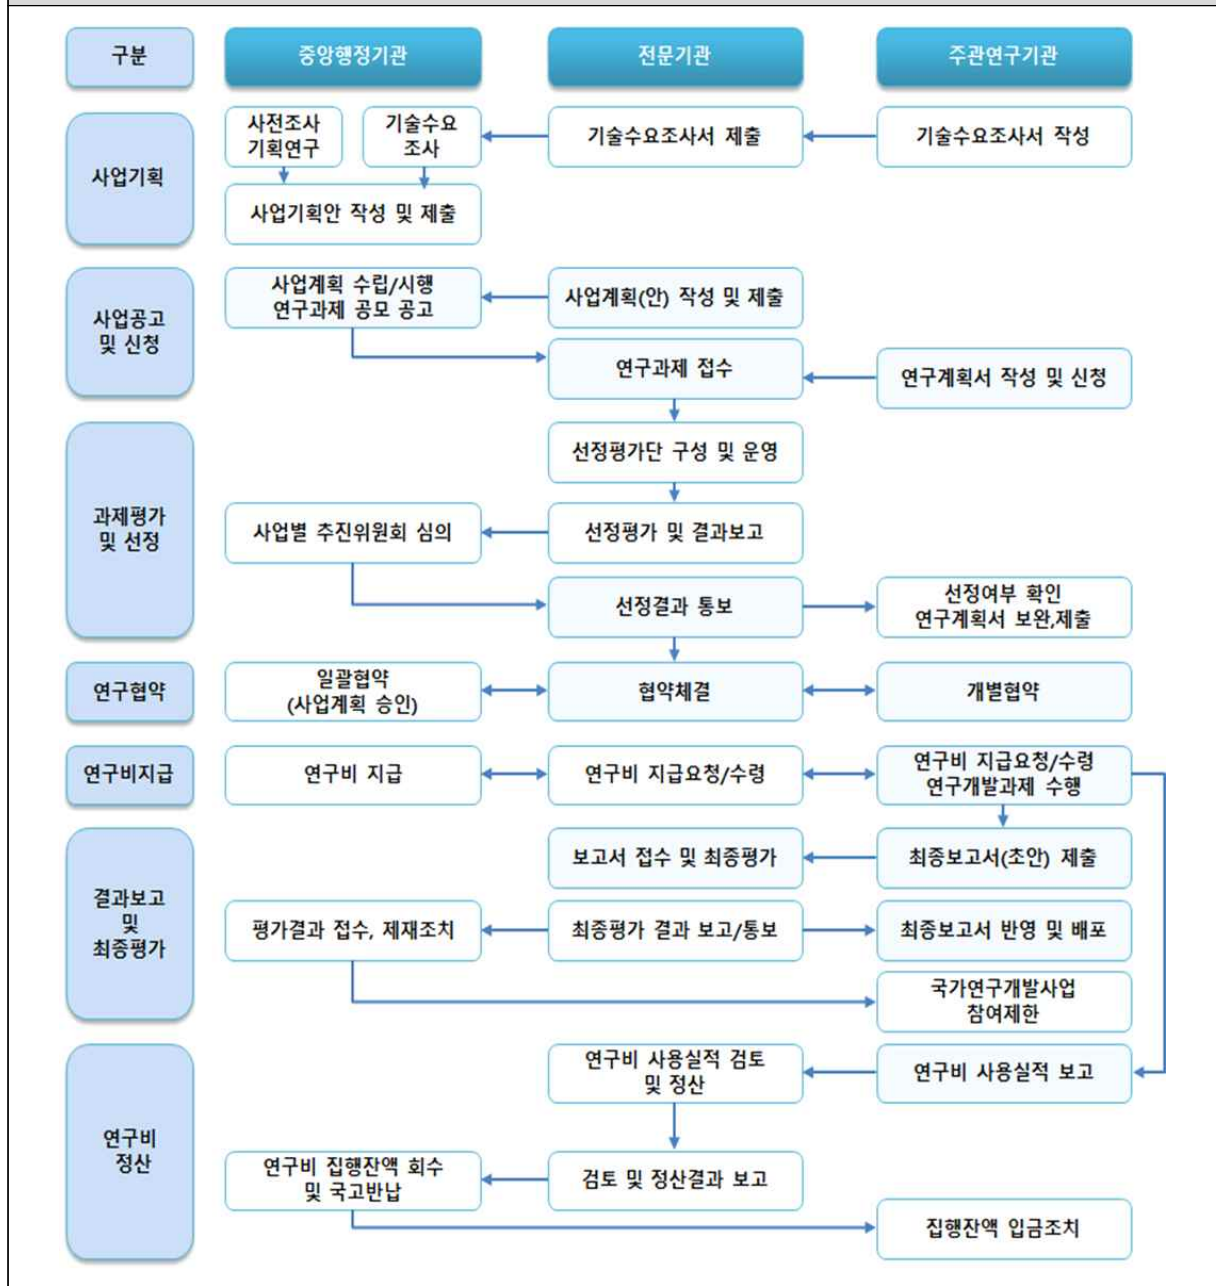 구분
중앙행정기관
전문기관
주관연구기관
사업기획
사전조사
기획연구
기술수요
조사
기술수요조사서 제출
기술수요조사서 작성
사업기획안 작성 및 제출
사업공고
및 신청
사업계획 수립/시행
연구과제 공모 공고
사업계획(안) 작성 및 제출
연구과제 접수
연구계획서 작성 및 신청
과제평가
및 선정
선정평가단 구성 및 운영
사업별 추진위원회 심의
선정평가 및 결과보고
선정결과 통보
선정여부 확인
연구계획서 보완,제출
연구협약
일괄협약
(사업계획 승인)
협약체결
개별협약
연구비지급
연구비 지급
연구비 지급요청/수령
연구비 지급요청/수령
연구개발과제 수행
결과보고
및
최종평가
보고서 접수 및 최종평가
최종보고서(초안) 제출
평가결과 접수, 제재조치
최종평가 결과 보고/통보
최종보고서 반영 및 배포
국가연구개발사업
참여제한
연구비
정산
연구비 사용실적 검토
및 정산
연구비 사용실적 보고
연구비 집행잔액 회수
및 국고반납
검토 및 정산결과 보고
집행잔액 입금조치